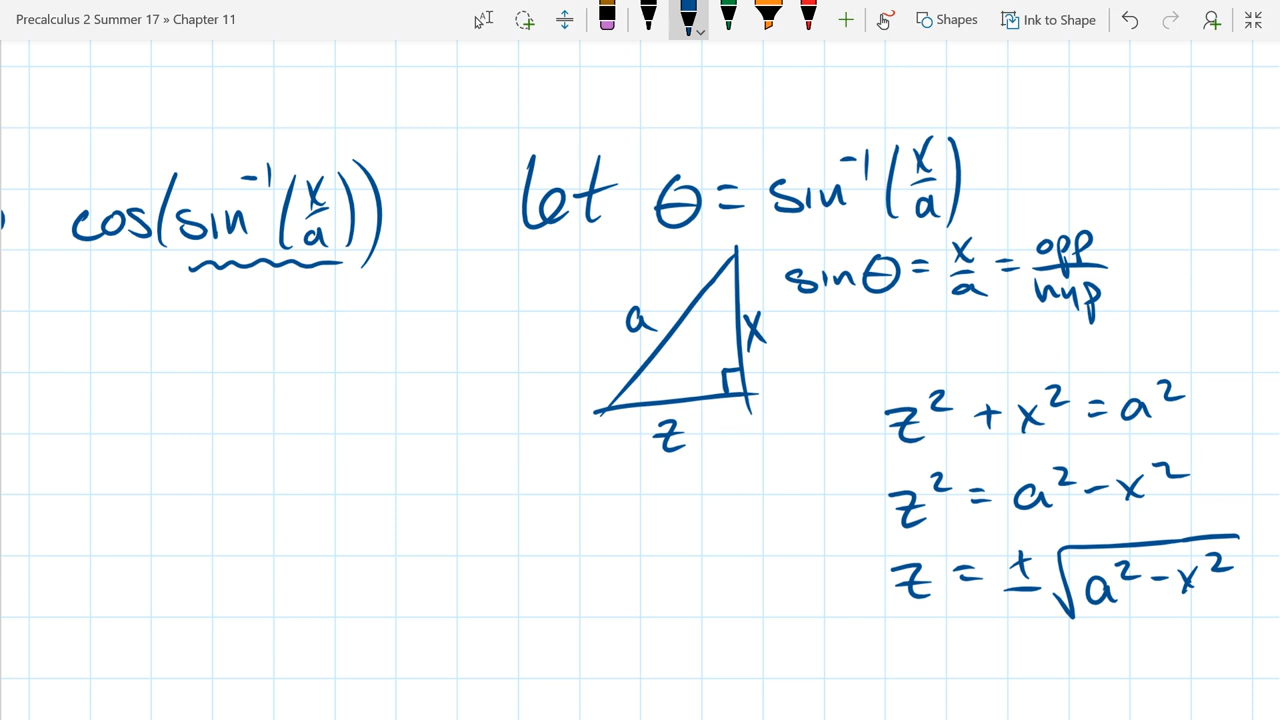 Precalculus 2 Summer 17 » Chapter 11
Shapes
Ink to Shape
cos(sin⁻¹(x/a))
let θ = sin⁻¹(x/a)
sinθ = x/a = opp/hyp
a
x
z
z² + x² = a²
z² = a² - x²
z = ± √(a² - x²)